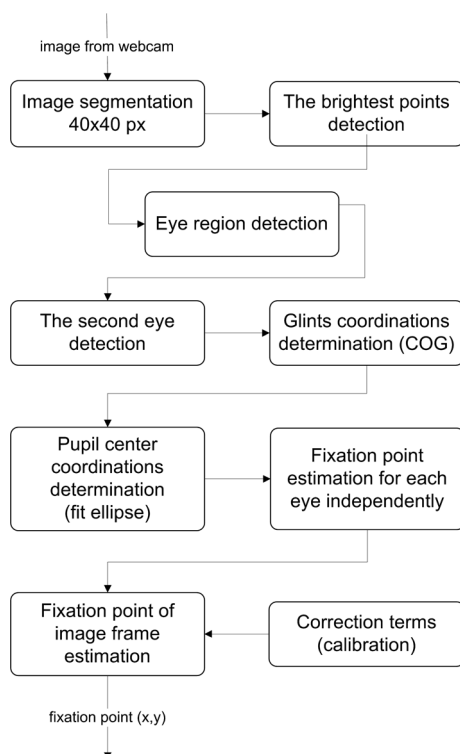 image from webcam
Image segmentation
40x40 px
The brightest points
detection
Eye region detection
The second eye
detection
Glints coordinations
determination (COG)
Pupil center
coordinations
determination
(fit ellipse)
Fixation point
estimation for each
eye independently
Fixation point of
image frame
estimation
Correction terms
(calibration)
fixation point (x,y)